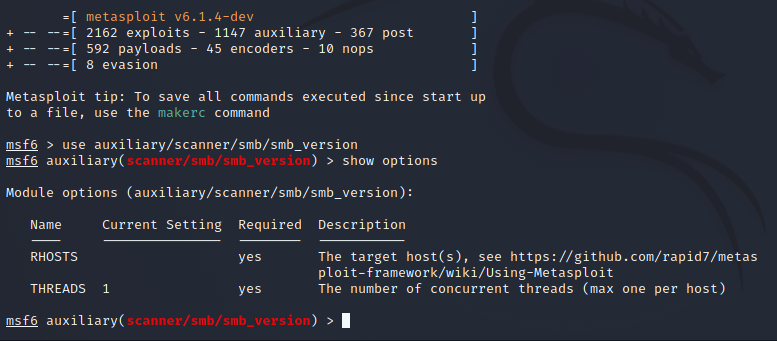 =[ metasploit v6.1.4-dev ]
+ -- --=[ 2162 exploits - 1147 auxiliary - 367 post ]
+ -- --=[ 592 payloads - 45 encoders - 10 nops ]
+ -- --=[ 8 evasion ]
Metasploit tip: To save all commands executed since start up
to a file, use the makerc command
msf6 > use auxiliary/scanner/smb/smb_version
msf6 auxiliary(scanner/smb/smb_version) > show options
Module options (auxiliary/scanner/smb/smb_version):
Name Current Setting Required Description
---- --------------- -------- -----------
RHOSTS yes The target host(s), see https://github.com/rapid7/metas
ploit-framework/wiki/Using-Metasploit
THREADS 1 yes The number of concurrent threads (max one per host)
msf6 auxiliary(scanner/smb/smb_version) >